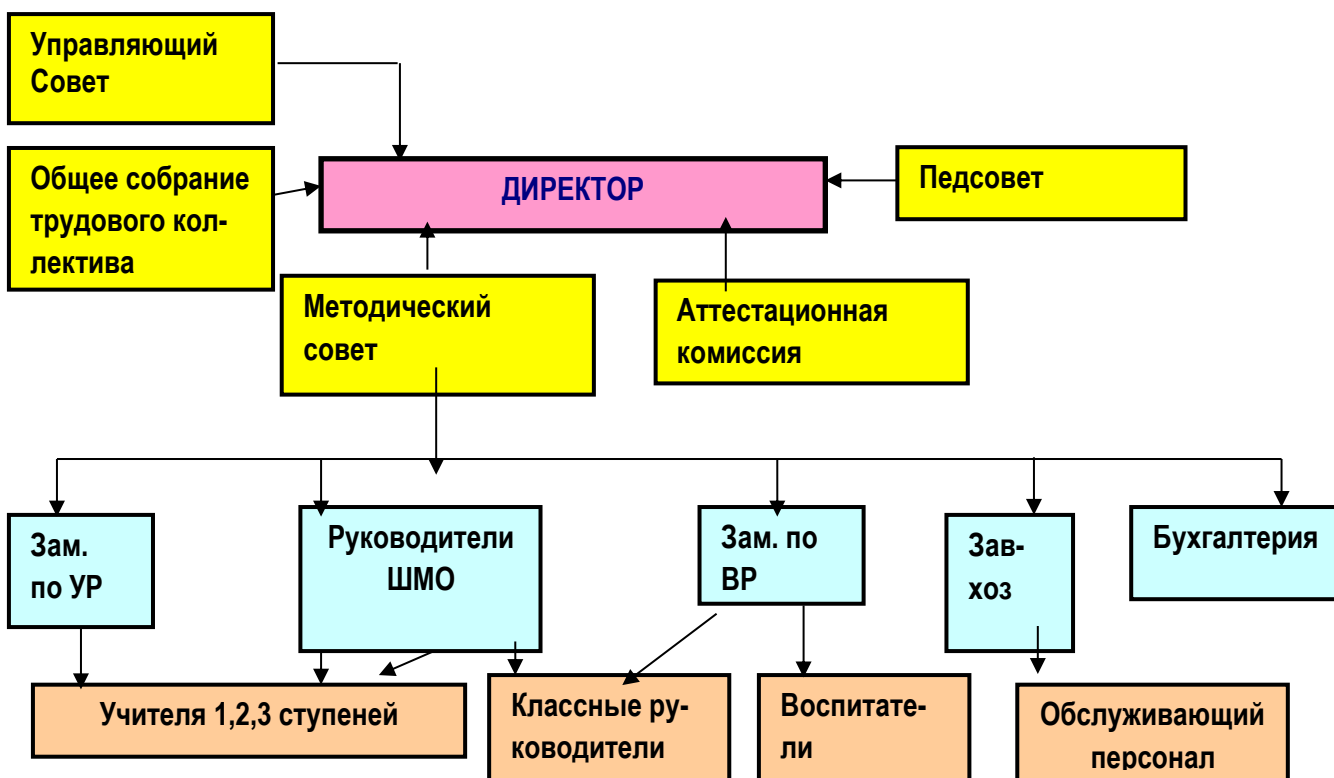 Управляющий
Совет
Общее собрание
трудового кол-
лектива
ДИРЕКТОР
Педсовет
Методический
совет
Аттестационная
комиссия
Зам.
по УР
Руководители
ШМО
Зам. по
ВР
Зав-
хоз
Бухгалтерия
Учителя 1,2,3 ступеней
Классные ру-
ководители
Воспитате-
ли
Обслуживающий
персонал